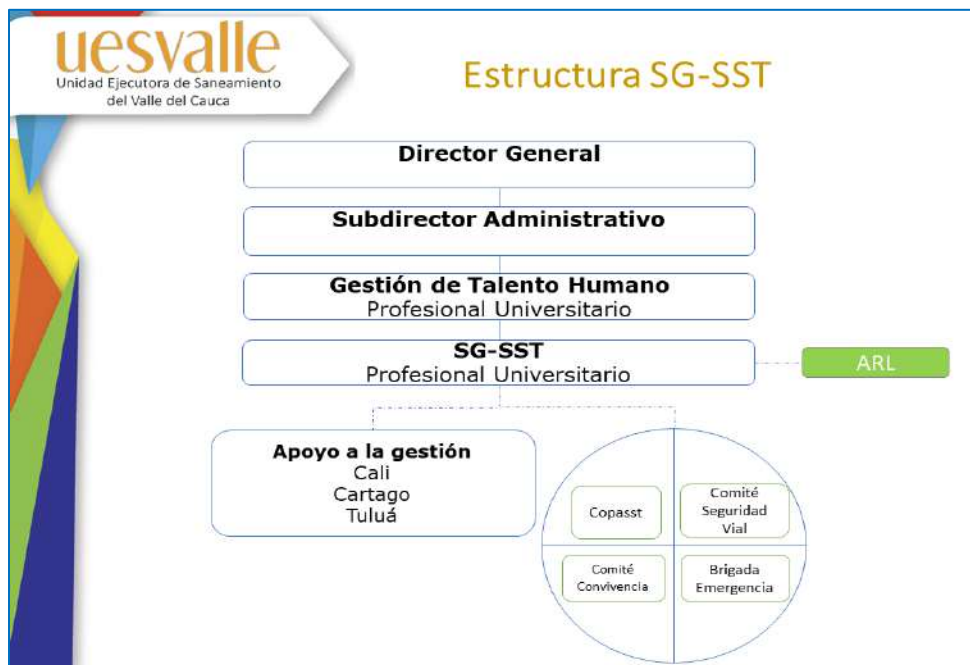 uesvalle
Unidad Ejecutora de Saneamiento
del Valle del Cauca
Estructura SG-SST
Director General
Subdirector Administrativo
Gestión de Talento Humano
Profesional Universitario
SG-SST
Profesional Universitario
ARL
Apoyo a la gestión
Cali
Cartago
Tuluá
Copasst
Comité
Seguridad
Vial
Comité
Convivencia
Brigada
Emergencia